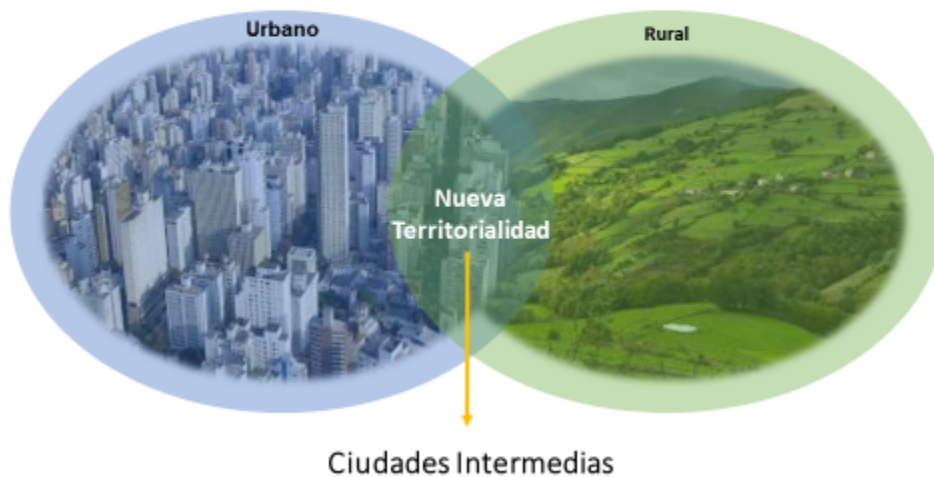 Urbano
Rural
Nueva
Territorialidad
Ciudades Intermedias